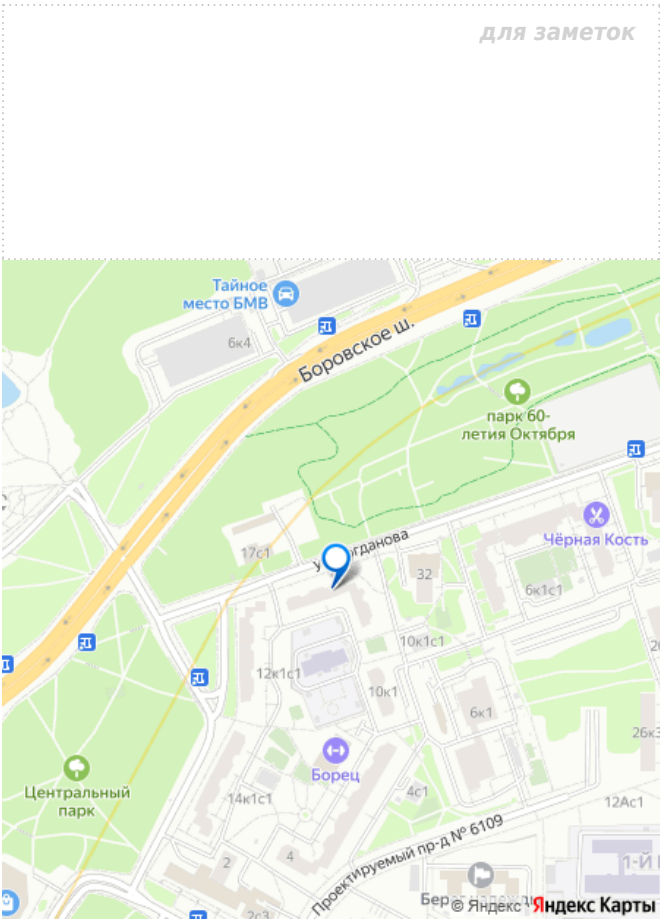 для заметок
Тайное
место БМВ
6к4
Боровское ш.
парк 60-
летия Октября
Чёрная Кость
17с1
32
6к1с1
10к1с1
12к1с1
10к1
6к1
26к3
Борец
Центральный
парк
14к1с1
4с1
12Ас1
Проектируемый пр-д № 6109
2
4
2с3
© Яндекс Яндекс Карты